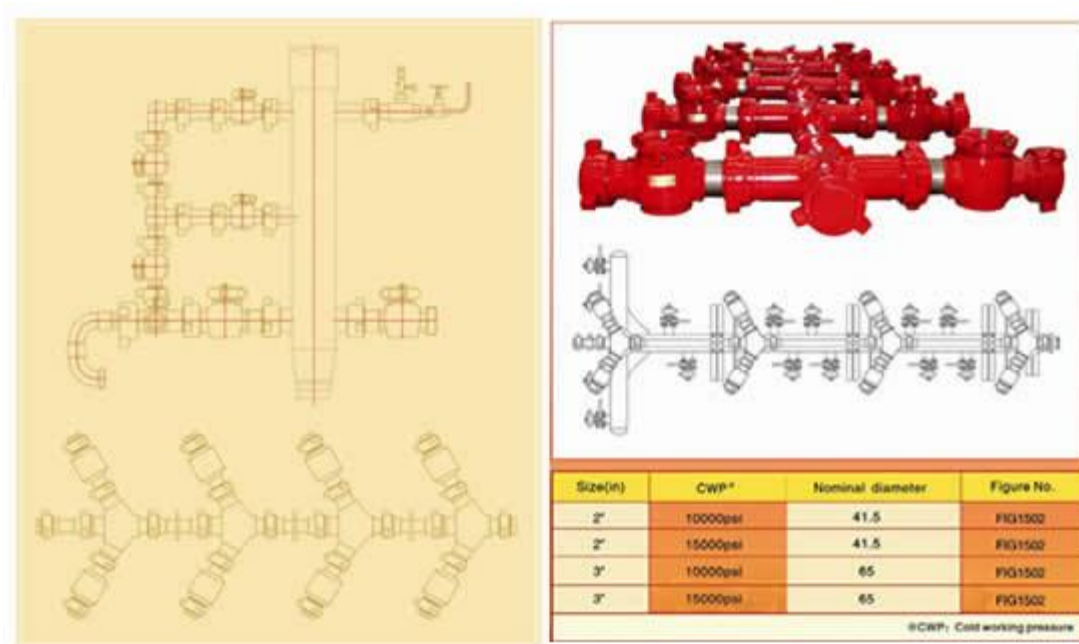 Size(in) CWP※ Nominal diameter Figure No.
2" 10000psi 41.5 FIG1502
2" 15000psi 41.5 FIG1502
3" 10000psi 65 FIG1502
3" 15000psi 65 FIG1502
※CWP: Cold working pressure